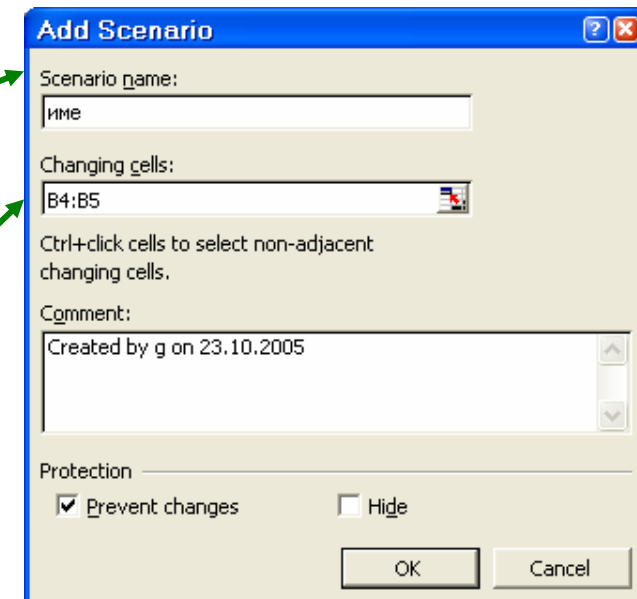 Add Scenario
Scenario name:
име
Changing cells:
B4:B5
Ctrl+click cells to select non-adjacent
changing cells.
Comment:
Created by g on 23.10.2005
Protection
Prevent changes Hide
OK Cancel